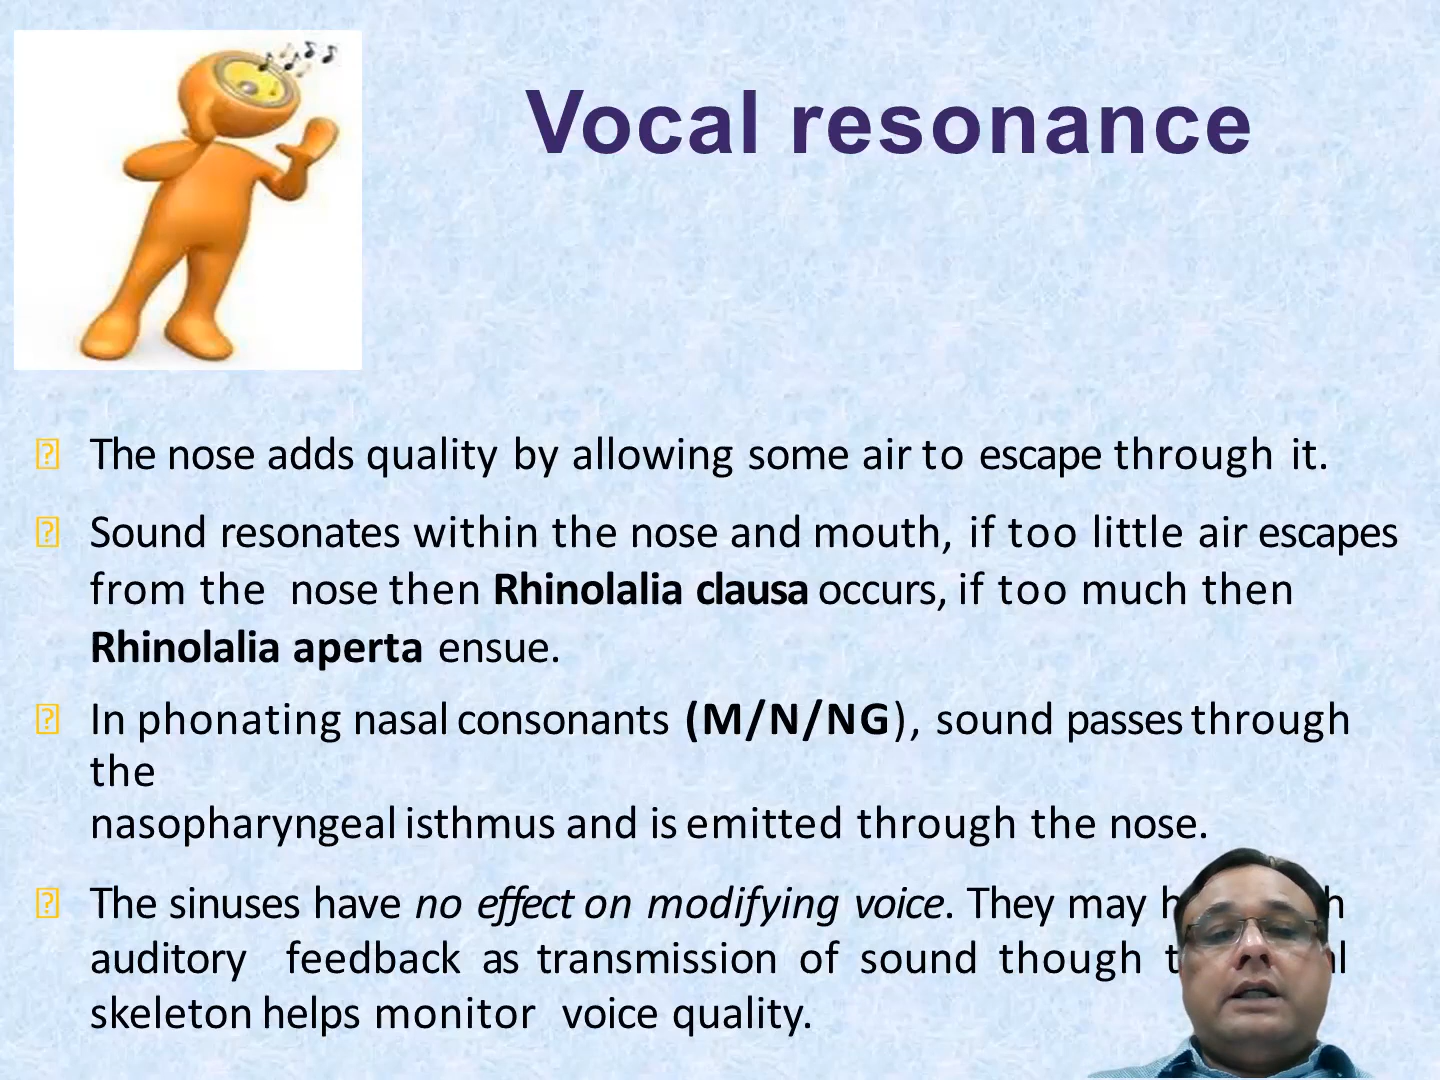 Vocal resonance
The nose adds quality by allowing some air to escape through it.
Sound resonates within the nose and mouth, if too little air escapes
from the nose then Rhinolalia clausa occurs, if too much then
Rhinolalia aperta ensue.
In phonating nasal consonants (M/N/NG), sound passes through
the
nasopharyngeal isthmus and is emitted through the nose.
The sinuses have no effect on modifying voice. They may
auditory feedback as transmission of sound though
skeleton helps monitor voice quality.